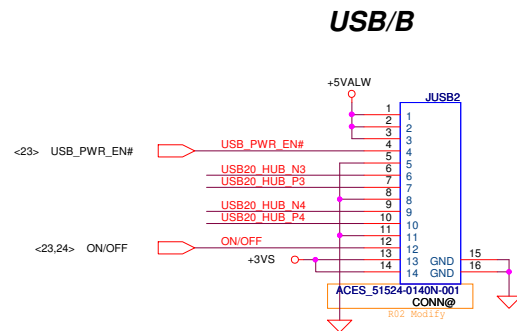 USB/B
+5VALW
JUSB2
1 1
2 2
3 3
<23> USB_PWR_EN# USB_PWR_EN# 4 4
5 5
USB20_HUB_N3 6 6
USB20_HUB_P3 7 7
8 8
USB20_HUB_N4 9 9
USB20_HUB_P4 10 10
11 11
<23,24> ON/OFF ON/OFF 12 12
+3VS 13 13 GND 15
14 14 GND 16
ACES_51524-0140N-001
CONN@
R02 Modify